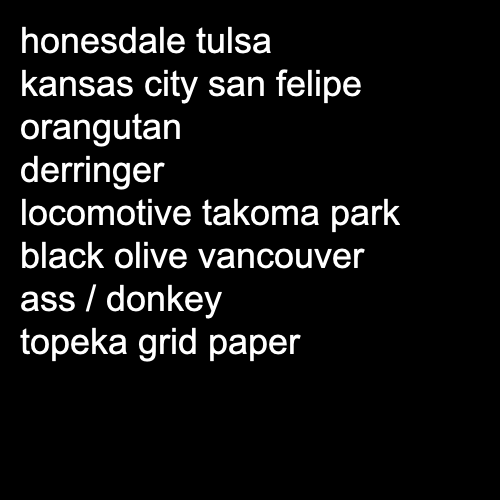 honesdale tulsa
kansas city san felipe
orangutan
derringer
locomotive takoma park
black olive vancouver
ass / donkey
topeka grid paper